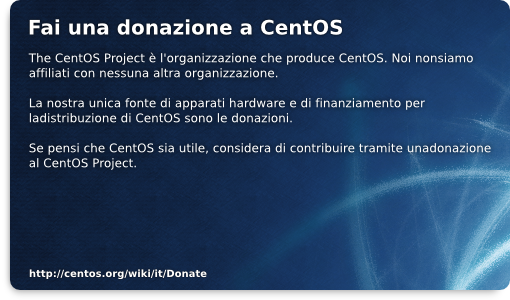 Fai una donazione a CentOS
The CentOS Project è l'organizzazione che produce CentOS. Noi nonsiamo
affiliati con nessuna altra organizzazione.
La nostra unica fonte di apparati hardware e di finanziamento per
ladistribuzione di CentOS sono le donazioni.
Se pensi che CentOS sia utile, considera di contribuire tramite unadonazione
al CentOS Project.
http://centos.org/wiki/it/Donate